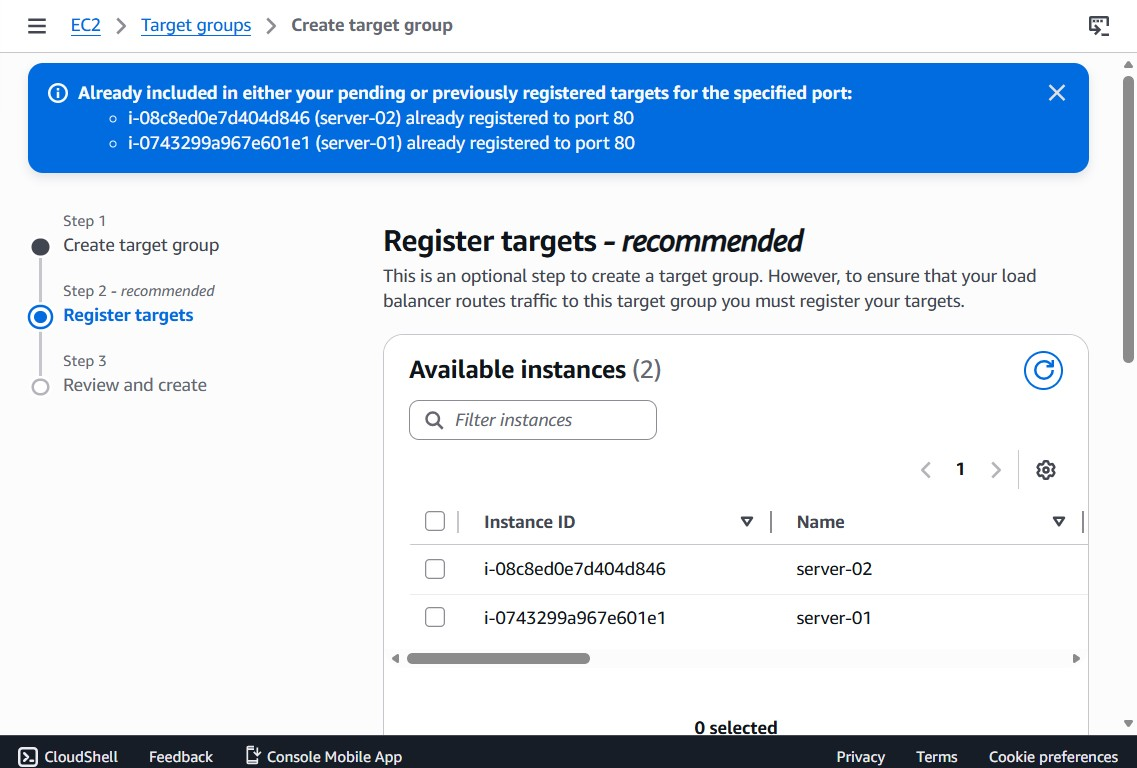 EC2 > Target groups > Create target group
Already included in either your pending or previously registered targets for the specified port:
i-08c8ed0e7d404d846 (server-02) already registered to port 80
i-0743299a967e601e1 (server-01) already registered to port 80
Step 1
Create target group
Step 2 - recommended
Register targets
Step 3
Review and create
Register targets - recommended
This is an optional step to create a target group. However, to ensure that your load
balancer routes traffic to this target group you must register your targets.
Available instances (2)
Filter instances
1
Instance ID Name
i-08c8ed0e7d404d846 server-02
i-0743299a967e601e1 server-01
0 selected
CloudShell Feedback Console Mobile App Privacy Terms Cookie preferences